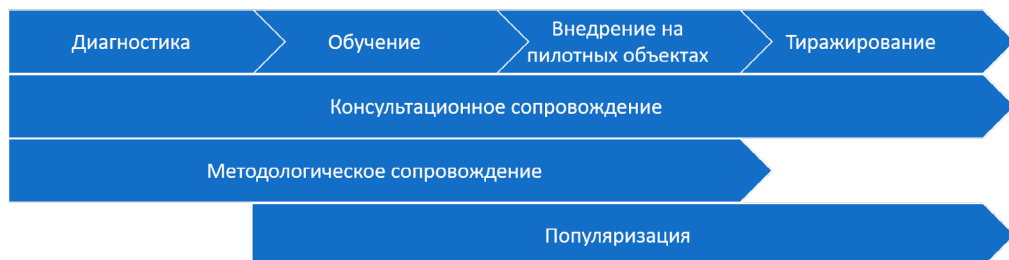 Диагностика
Обучение
Внедрение на
пилотных объектах
Тиражирование
Консультационное сопровождение
Методологическое сопровождение
Популяризация